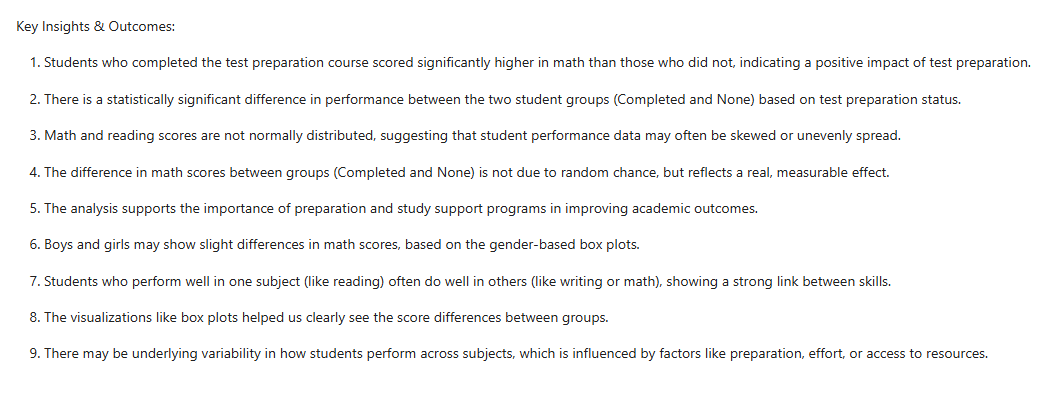 Key Insights & Outcomes:
1. Students who completed the test preparation course scored significantly higher in math than those who did not, indicating a positive impact of test preparation.
2. There is a statistically significant difference in performance between the two student groups (Completed and None) based on test preparation status.
3. Math and reading scores are not normally distributed, suggesting that student performance data may often be skewed or unevenly spread.
4. The difference in math scores between groups (Completed and None) is not due to random chance, but reflects a real, measurable effect.
5. The analysis supports the importance of preparation and study support programs in improving academic outcomes.
6. Boys and girls may show slight differences in math scores, based on the gender-based box plots.
7. Students who perform well in one subject (like reading) often do well in others (like writing or math), showing a strong link between skills.
8. The visualizations like box plots helped us clearly see the score differences between groups.
9. There may be underlying variability in how students perform across subjects, which is influenced by factors like preparation, effort, or access to resources.